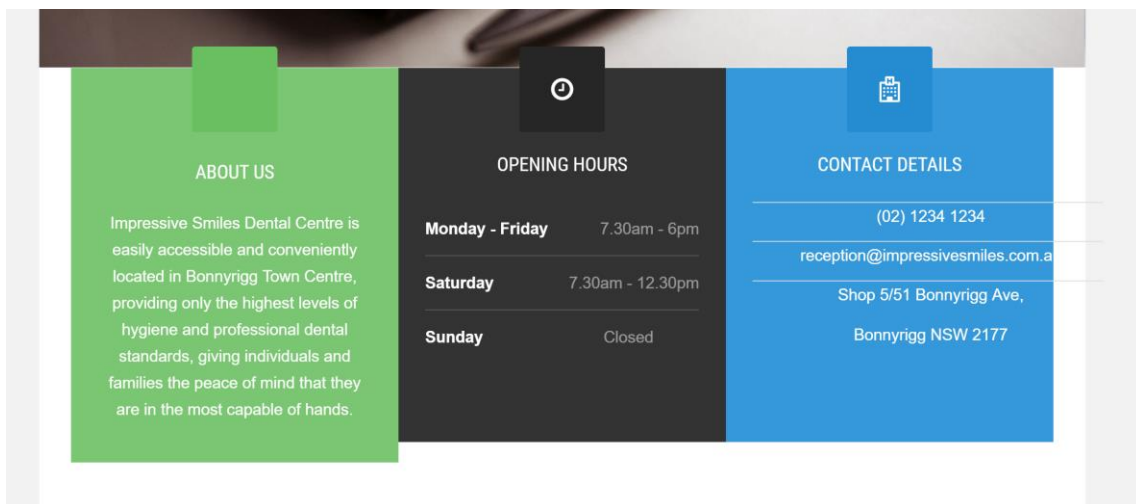 ABOUT US
Impressive Smiles Dental Centre is
easily accessible and conveniently
located in Bonnyrigg Town Centre,
providing only the highest levels of
hygiene and professional dental
standards, giving individuals and
families the peace of mind that they
are in the most capable of hands.
OPENING HOURS
Monday - Friday 7.30am - 6pm
Saturday 7.30am - 12.30pm
Sunday Closed
CONTACT DETAILS
(02) 1234 1234
reception@impressivesmiles.com.a
Shop 5/51 Bonnyrigg Ave,
Bonnyrigg NSW 2177